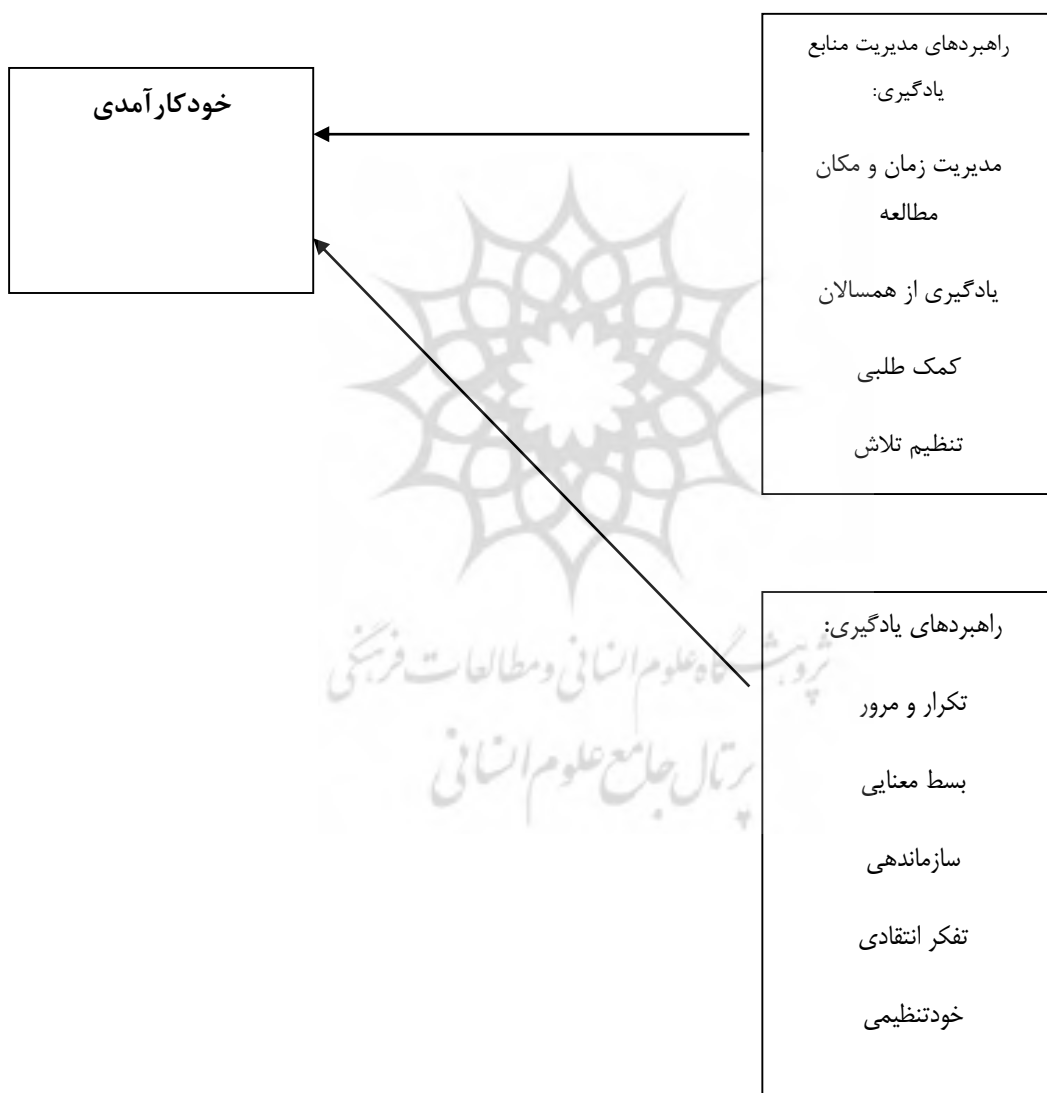 راهبردهای مدیریت منابع
یادگیری:
مدیریت زمان و مکان
مطالعه
یادگیری از همسالان
کمک طلبی
تنظیم تلاش
خودکارآمدی
راهبردهای یادگیری:
تکرار و مرور
بسط معنایی
سازماندهی
تفکر انتقادی
خودتنظیمی
پژوهشگاه علوم انسانی و مطالعات فرهنگی
پرتال جامع علوم انسانی